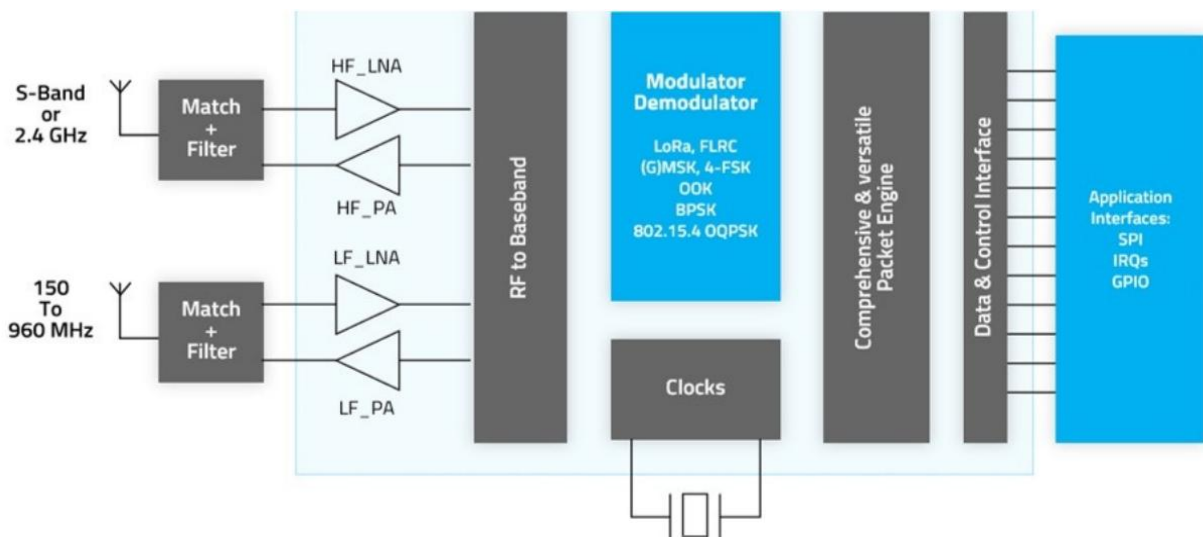 S-Band
or
2.4 GHz
Match
+
Filter
HF_LNA
HF_PA
150
To
960 MHz
Match
+
Filter
LF_LNA
LF_PA
RF to Baseband
Modulator
Demodulator
LoRa, FLRC
(G)MSK, 4-FSK
OOK
BPSK
802.15.4 OQPSK
Clocks
Comprehensive & versatile
Packet Engine
Data & Control Interface
Application
Interfaces:
SPI
IRQs
GPIO